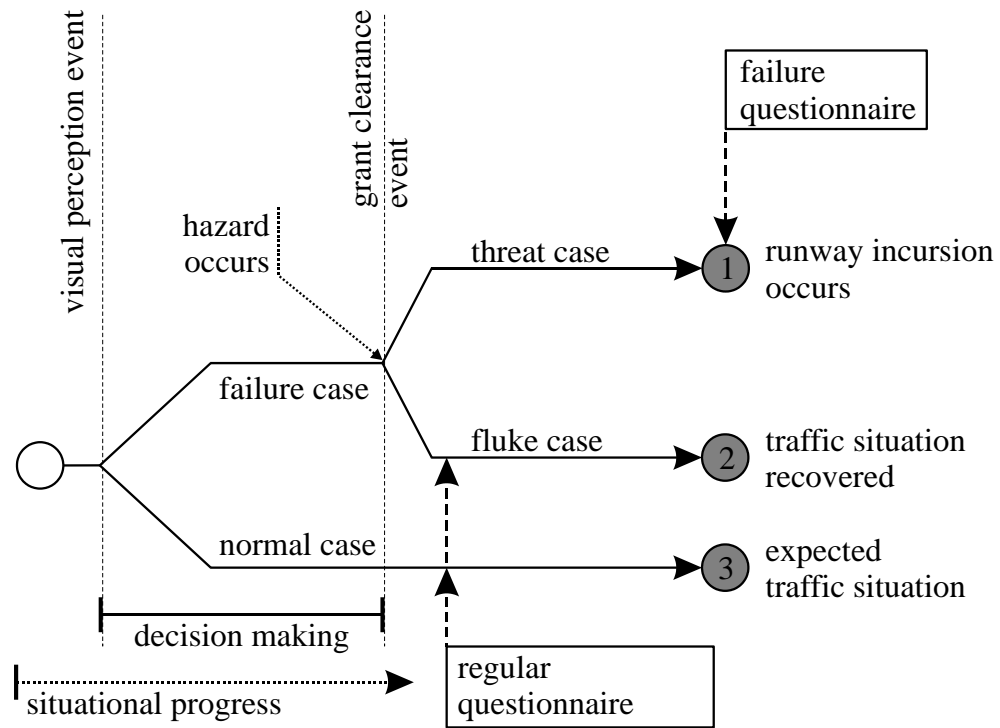 visual perception event
grant clearance
event
failure
questionnaire
hazard
occurs
threat case
1
runway incursion
occurs
failure case
fluke case
2
traffic situation
recovered
normal case
3
expected
traffic situation
decision making
situational progress
regular
questionnaire